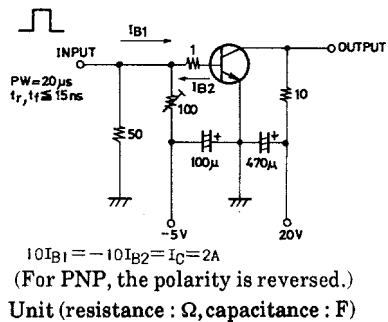 IB1
INPUT
PW=20μs
tr, tf≦15ns
50
1
IB2
100
OUTPUT
10
+
100μ
+
470μ
−5V
20V
10IB1=−10IB2=IC=2A
(For PNP, the polarity is reversed.)
Unit (resistance : Ω, capacitance : F)